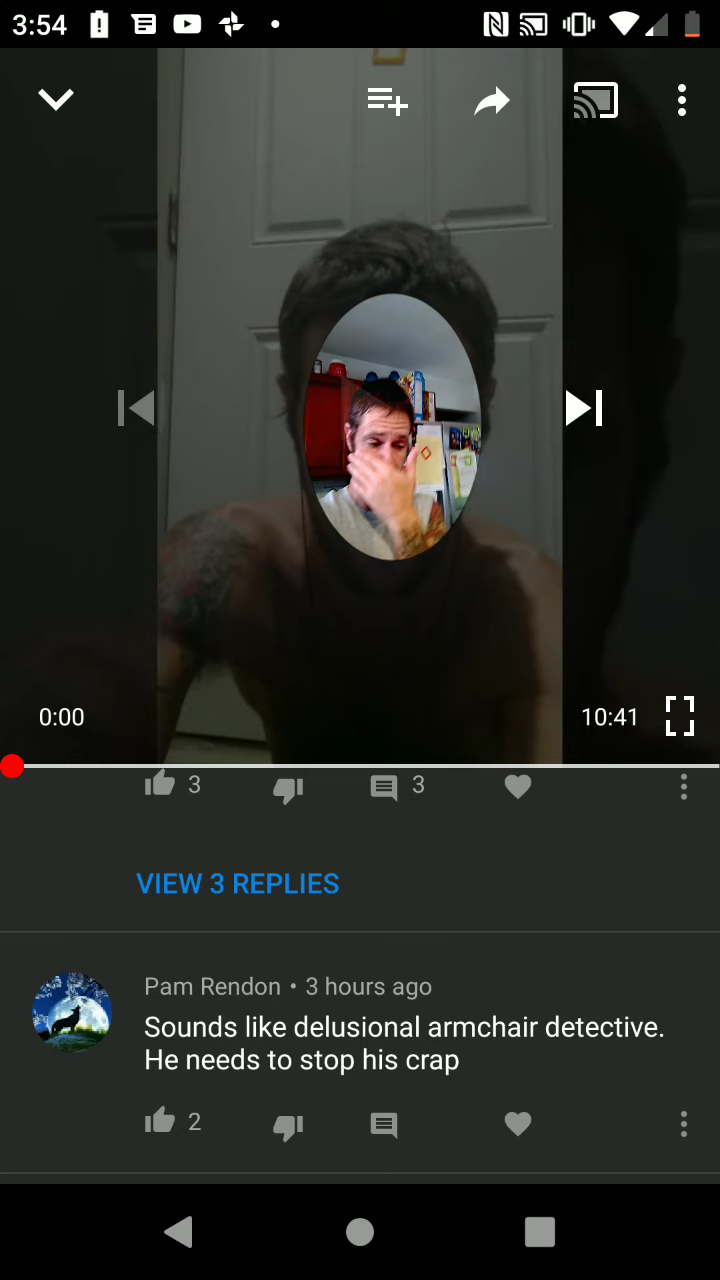 3:54
0:00
10:41
3
3
VIEW 3 REPLIES
Pam Rendon • 3 hours ago
Sounds like delusional armchair detective.
He needs to stop his crap
2